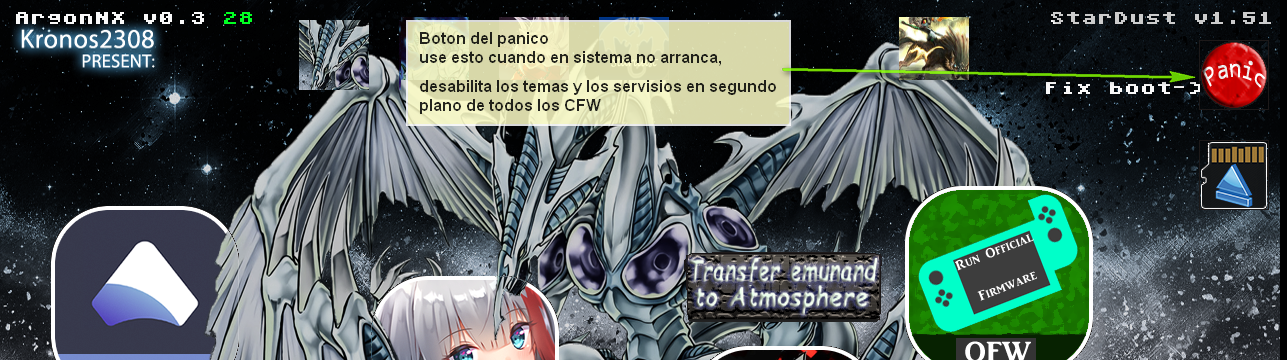 ArgonNX v0.3 28
StarDust v1.51
Kronos2308
PRESENT:
Boton del panico
use esto cuando en sistema no arranca,
desabilita los temas y los servisios en segundo
plano de todos los CFW
Panic
Fix boot->
Transfer emunand
to Atmosphere
Run Official
Firmware
OFW